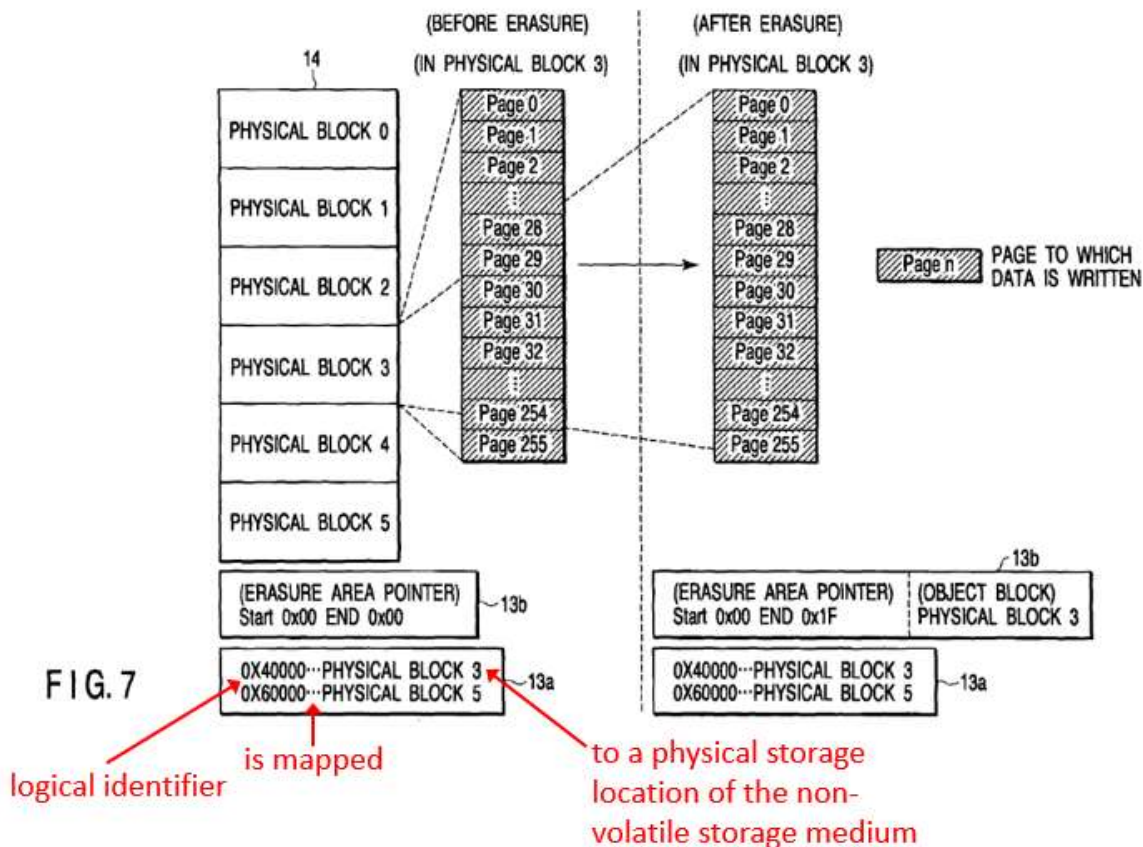 (BEFORE ERASURE)
(IN PHYSICAL BLOCK 3)
(AFTER ERASURE)
(IN PHYSICAL BLOCK 3)
14
PHYSICAL BLOCK 0
PHYSICAL BLOCK 1
PHYSICAL BLOCK 2
PHYSICAL BLOCK 3
PHYSICAL BLOCK 4
PHYSICAL BLOCK 5
Page 0
Page 1
Page 2
Page 28
Page 29
Page 30
Page 31
Page 32
Page 254
Page 255
Page 0
Page 1
Page 2
Page 28
Page 29
Page 30
Page 31
Page 32
Page 254
Page 255
Page n
PAGE TO WHICH
DATA IS WRITTEN
(ERASURE AREA POINTER)
Start 0x00 END 0x00
13b
(ERASURE AREA POINTER)
Start 0x00 END 0x1F
(OBJECT BLOCK)
PHYSICAL BLOCK 3
13b
FIG. 7
0X40000···PHYSICAL BLOCK 3
0X60000···PHYSICAL BLOCK 5
13a
0X40000···PHYSICAL BLOCK 3
0X60000···PHYSICAL BLOCK 5
13a
logical identifier
is mapped
to a physical storage
location of the non-
volatile storage medium